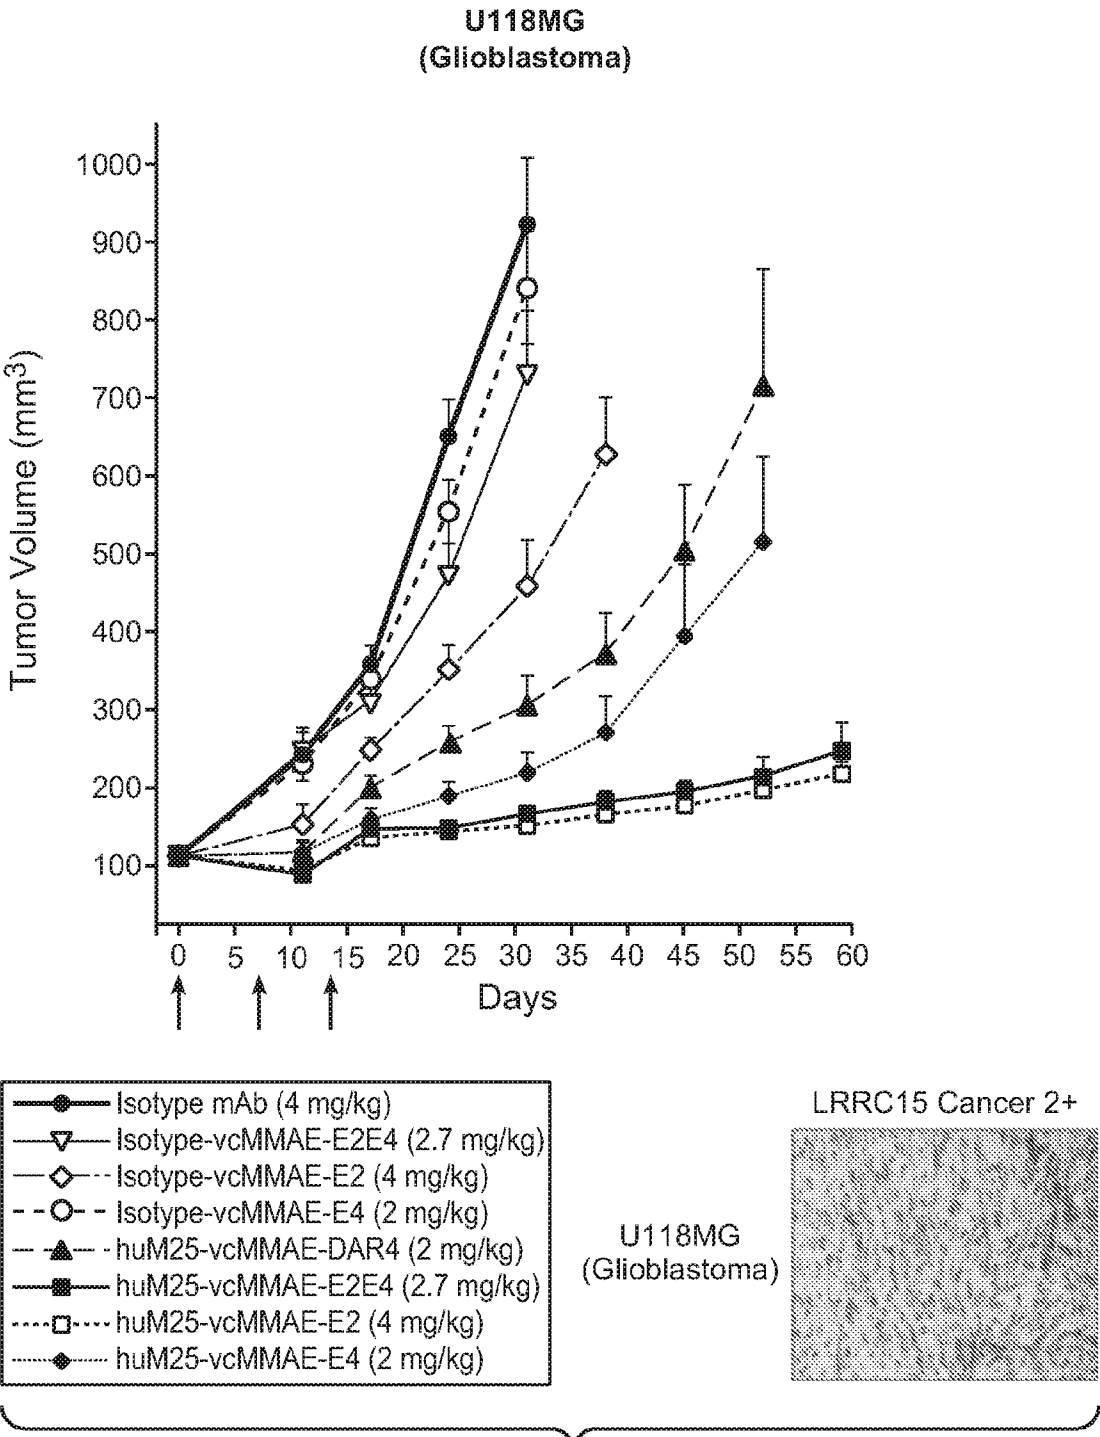 U118MG
(Glioblastoma)
Tumor Volume (mm³)
1000
900
800
700
600
500
400
300
200
100
0 5 10 15 20 25 30 35 40 45 50 55 60
Days
Isotype mAb (4 mg/kg)
Isotype-vcMMAE-E2E4 (2.7 mg/kg)
Isotype-vcMMAE-E2 (4 mg/kg)
Isotype-vcMMAE-E4 (2 mg/kg)
huM25-vcMMAE-DAR4 (2 mg/kg)
huM25-vcMMAE-E2E4 (2.7 mg/kg)
huM25-vcMMAE-E2 (4 mg/kg)
huM25-vcMMAE-E4 (2 mg/kg)
LRRC15 Cancer 2+
U118MG
(Glioblastoma)